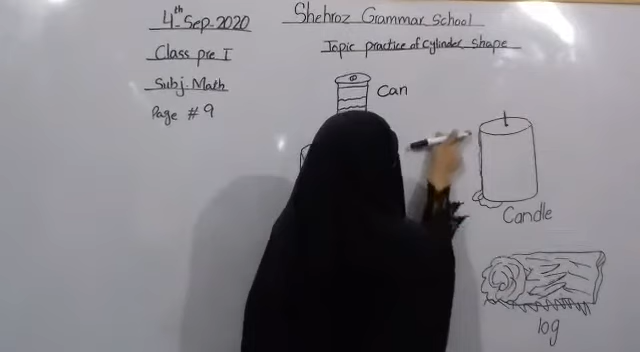 4th Sep. 2020
Shehroz Grammar School
Class pre I
Topic practice of cylinder shape
Subj. Math
Page # 9
Can
Candle
log